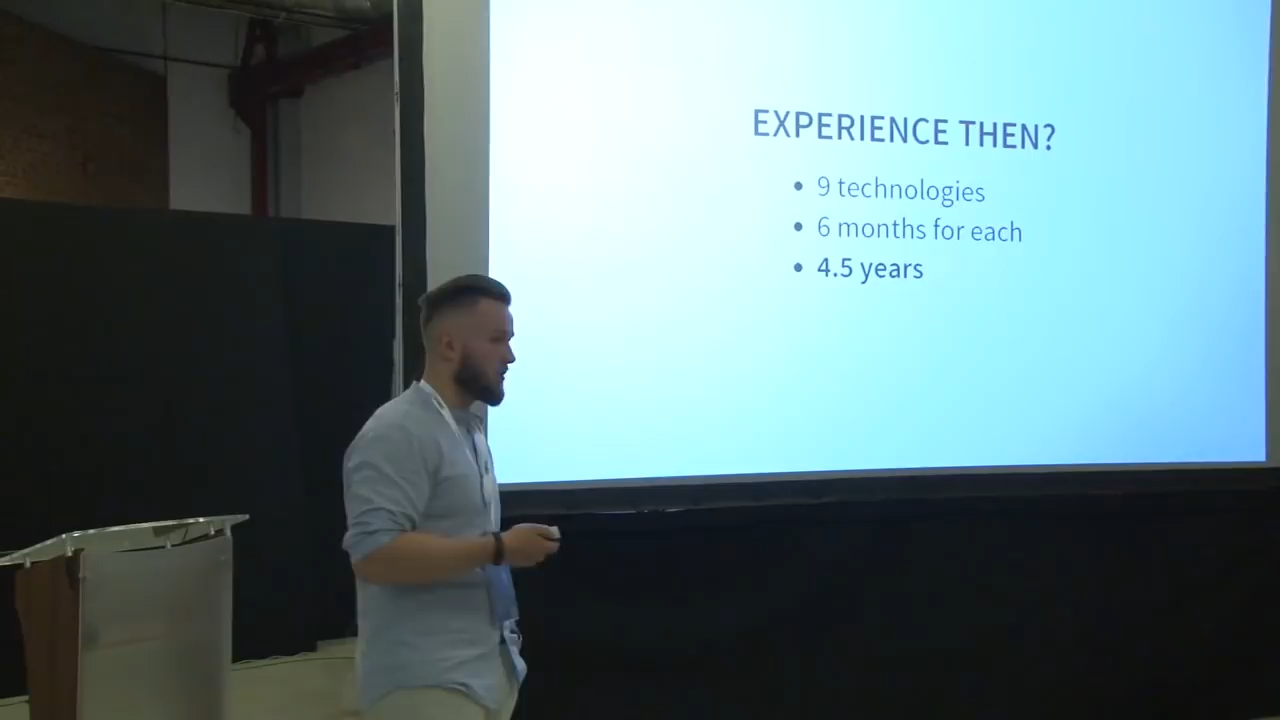 EXPERIENCE THEN?
• 9 technologies
• 6 months for each
• 4.5 years